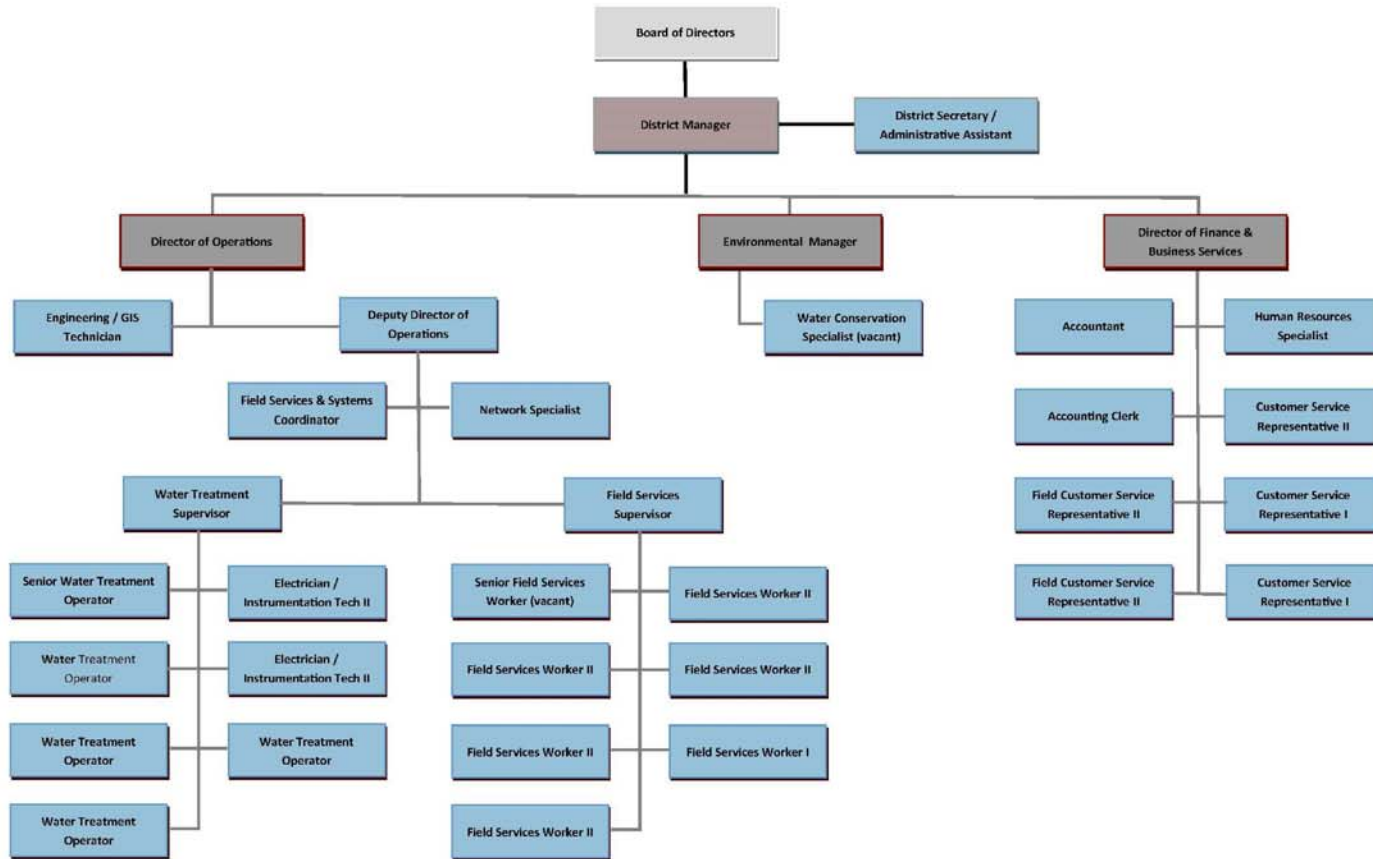 Board of Directors
District Manager
District Secretary /
Administrative Assistant
Director of Operations
Environmental Manager
Director of Finance &
Business Services
Engineering / GIS
Technician
Deputy Director of
Operations
Water Conservation
Specialist (vacant)
Accountant
Human Resources
Specialist
Field Services & Systems
Coordinator
Network Specialist
Accounting Clerk
Customer Service
Representative II
Water Treatment
Supervisor
Field Services
Supervisor
Field Customer Service
Representative II
Customer Service
Representative I
Senior Water Treatment
Operator
Electrician /
Instrumentation Tech II
Senior Field Services
Worker (vacant)
Field Services Worker II
Field Customer Service
Representative II
Customer Service
Representative I
Water Treatment
Operator
Electrician /
Instrumentation Tech II
Field Services Worker II
Field Services Worker II
Water Treatment
Operator
Water Treatment
Operator
Field Services Worker II
Field Services Worker I
Water Treatment
Operator
Field Services Worker II